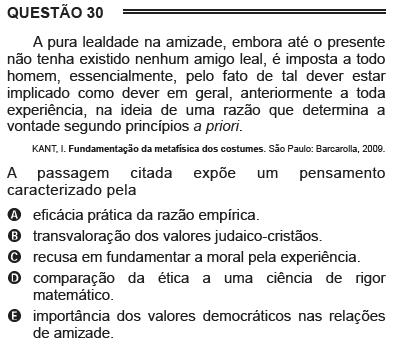 QUESTÃO 30
A pura lealdade na amizade, embora até o presente
não tenha existido nenhum amigo leal, é imposta a todo
homem, essencialmente, pelo fato de tal dever estar
implicado como dever em geral, anteriormente a toda
experiência, na ideia de uma razão que determina a
vontade segundo princípios a priori.
KANT, I. Fundamentação da metafísica dos costumes. São Paulo: Barcarolla, 2009.
A passagem citada expõe um pensamento
caracterizado pela
A eficácia prática da razão empírica.
B transvaloração dos valores judaico-cristãos.
C recusa em fundamentar a moral pela experiência.
D comparação da ética a uma ciência de rigor
matemático.
E importância dos valores democráticos nas relações
de amizade.